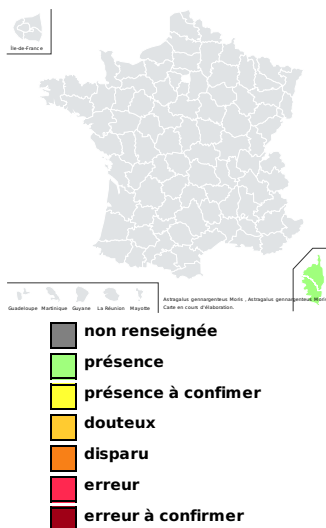 Île-de-France
Guadeloupe Martinique Guyane La Réunion Mayotte
Astragalus gennargenteus Moris , Astragalus gennargenteus Moris
Carte en cours d'élaboration.
non renseignée
présence
présence à confimer
douteux
disparu
erreur
erreur à confirmer